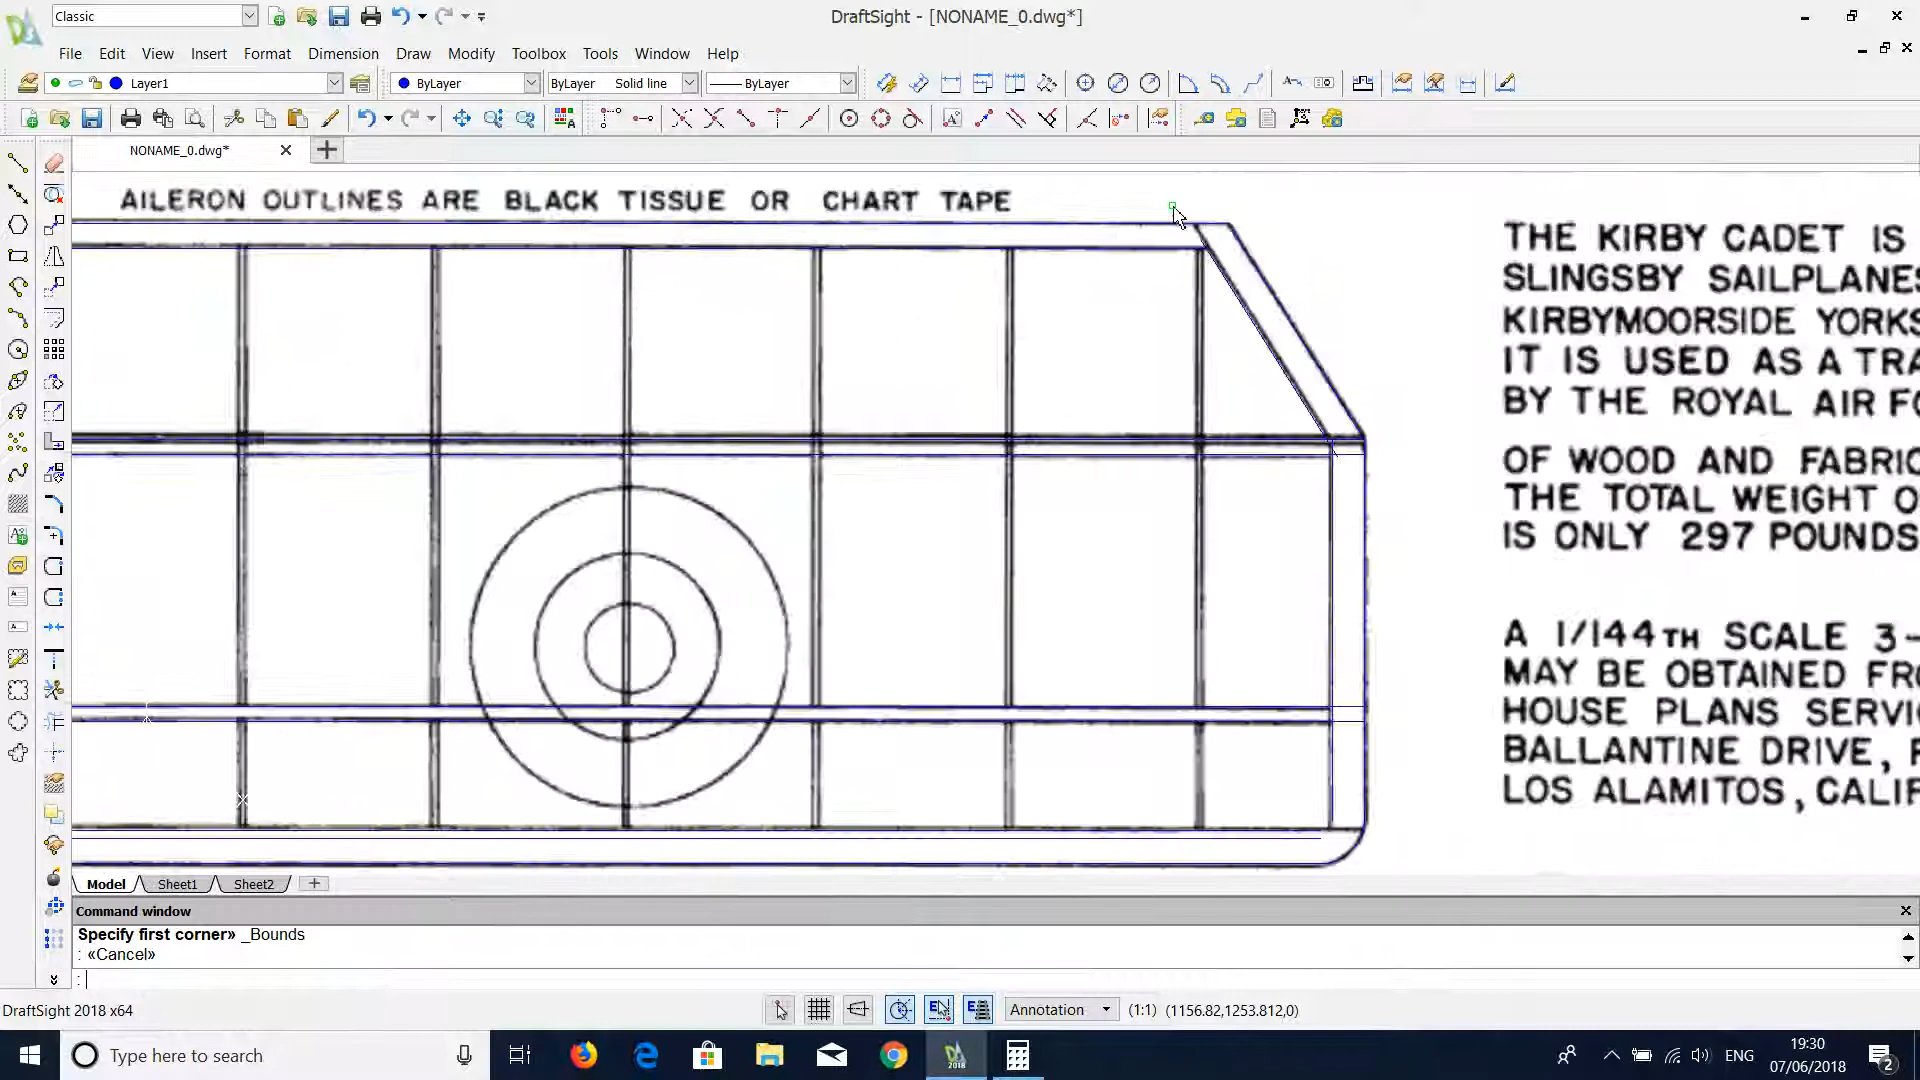 Classic
DraftSight - [NONAME_0.dwg*]
File Edit View Insert Format Dimension Draw Modify Toolbox Tools Window Help
Layer1
ByLayer
ByLayer Solid line
ByLayer
NONAME_0.dwg*
AILERON OUTLINES ARE BLACK TISSUE OR CHART TAPE
THE KIRBY CADET IS
SLINGSBY SAILPLANES
KIRBYMOORSIDE YORKS
IT IS USED AS A TRA
BY THE ROYAL AIR FO
OF WOOD AND FABRIC
THE TOTAL WEIGHT O
IS ONLY 297 POUNDS
A 1/144TH SCALE 3-
MAY BE OBTAINED FRO
HOUSE PLANS SERVI
BALLANTINE DRIVE, F
LOS ALAMITOS, CALIF
Model Sheet1 Sheet2
Command window
Specify first corner» _Bounds
: «Cancel»
:
DraftSight 2018 x64
Annotation (1:1) (1156.82,1253.812,0)
Type here to search
2018
ENG
19:30
07/06/2018
2